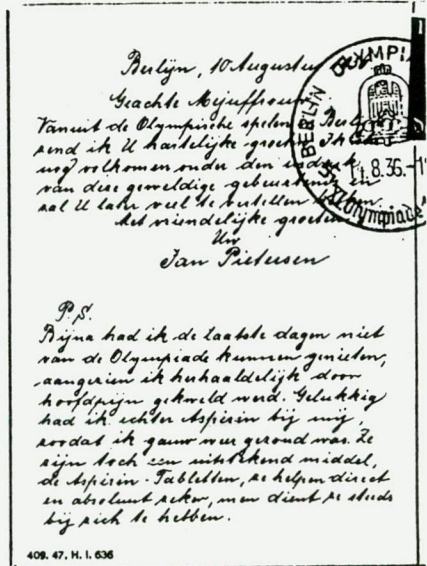 Berlijn, 10 Augustus
Geachte Mejuffrouw
Vanuit de Olympische spelen Berlijn
zend ik U hartelijke groeten. Ik
nog volkomen onder den indruk
van deze geweldige gebeurtenis en
zal U later veel te vertellen hebben
Met vriendelijke groeten
Uw
Jan Pietersen
BERLIN OLYMPIA
11.8.36.-1
Olympiade
P.S.
Bijna had ik de laatste dagen niet
van de Olympiade kunnen genieten,
aangezien ik herhaaldelijk door
hoofdpijn gekweld werd. Gelukkig
had ik echter Aspirin bij mij,
zoodat ik gauw weer gezond was. Ze
zijn toch een uitstekend middel,
de Aspirin-Tabletten, ze helpen direct
en absoluut zeker, men dient ze steeds
bij zich te hebben.
409. 47. H. I. 636